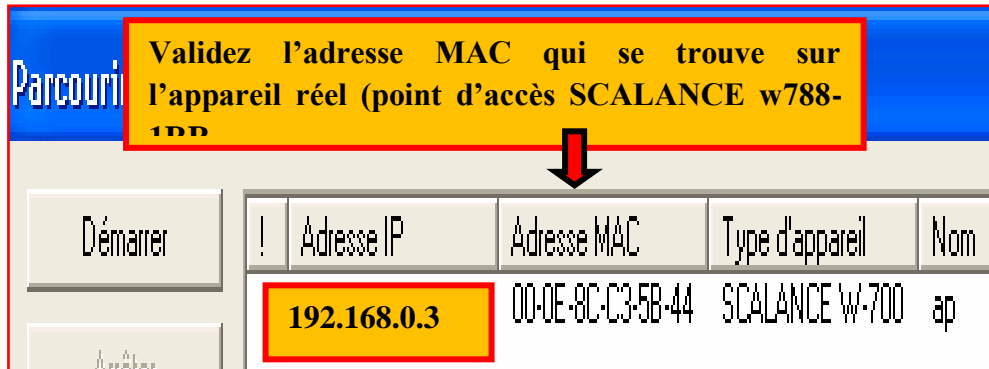 Parcourir
Validez l'adresse MAC qui se trouve sur
l'appareil réel (point d'accès SCALANCE w788-
Démarrer
! Adresse IP Adresse MAC Type d'appareil Nom
192.168.0.3 00-0E-8C-C3-5B-44 SCALANCE W-700 ap